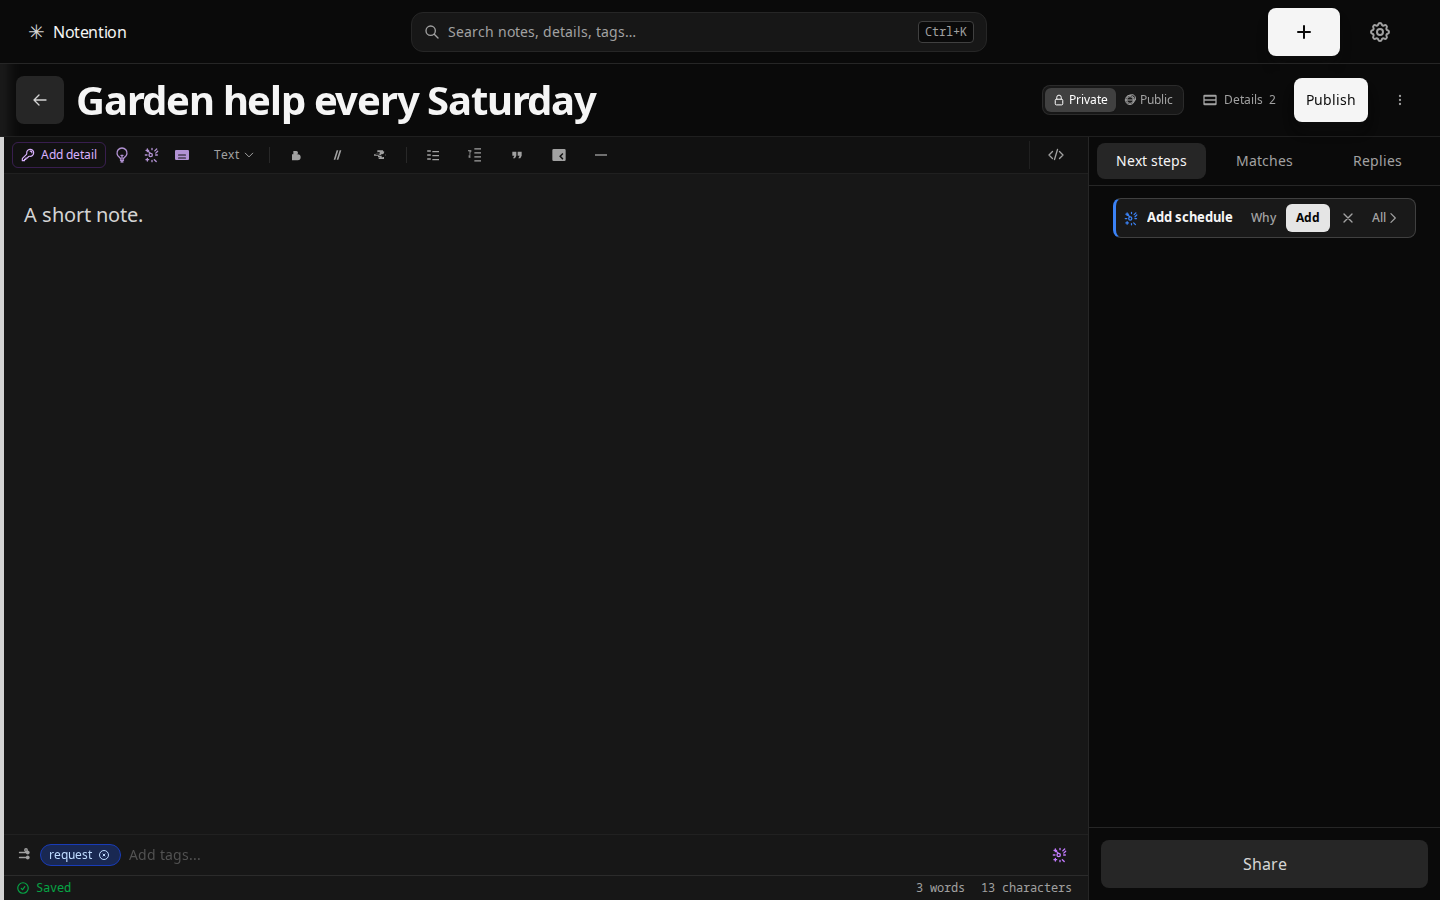 Notention
Search notes, details, tags...
Ctrl+K
Garden help every Saturday
Private
Public
Details 2
Publish
Add detail
Text
Next steps
Matches
Replies
A short note.
Add schedule
Why
Add
All
request
Add tags...
Share
Saved
3 words
13 characters